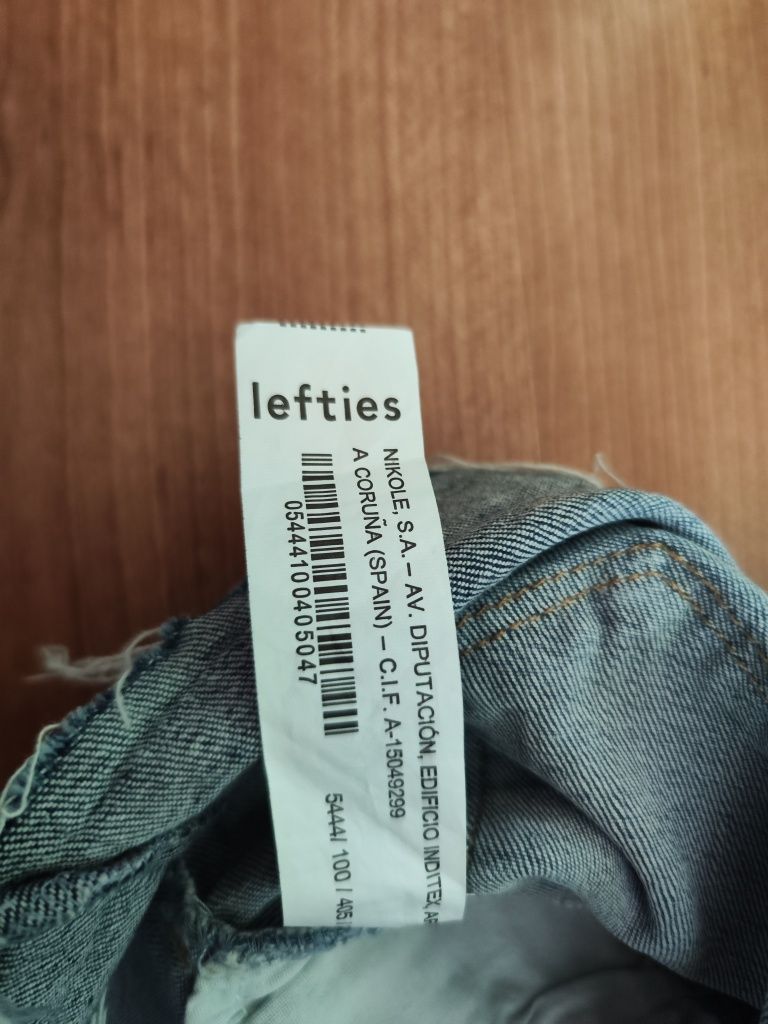 lefties
NIKOLE, S.A. – AV. DIPUTACIÓN, EDIFICIO INDITEX,
A CORUÑA (SPAIN) – C.I.F. A-15049299
05444100405047
5444/ 100 / 405